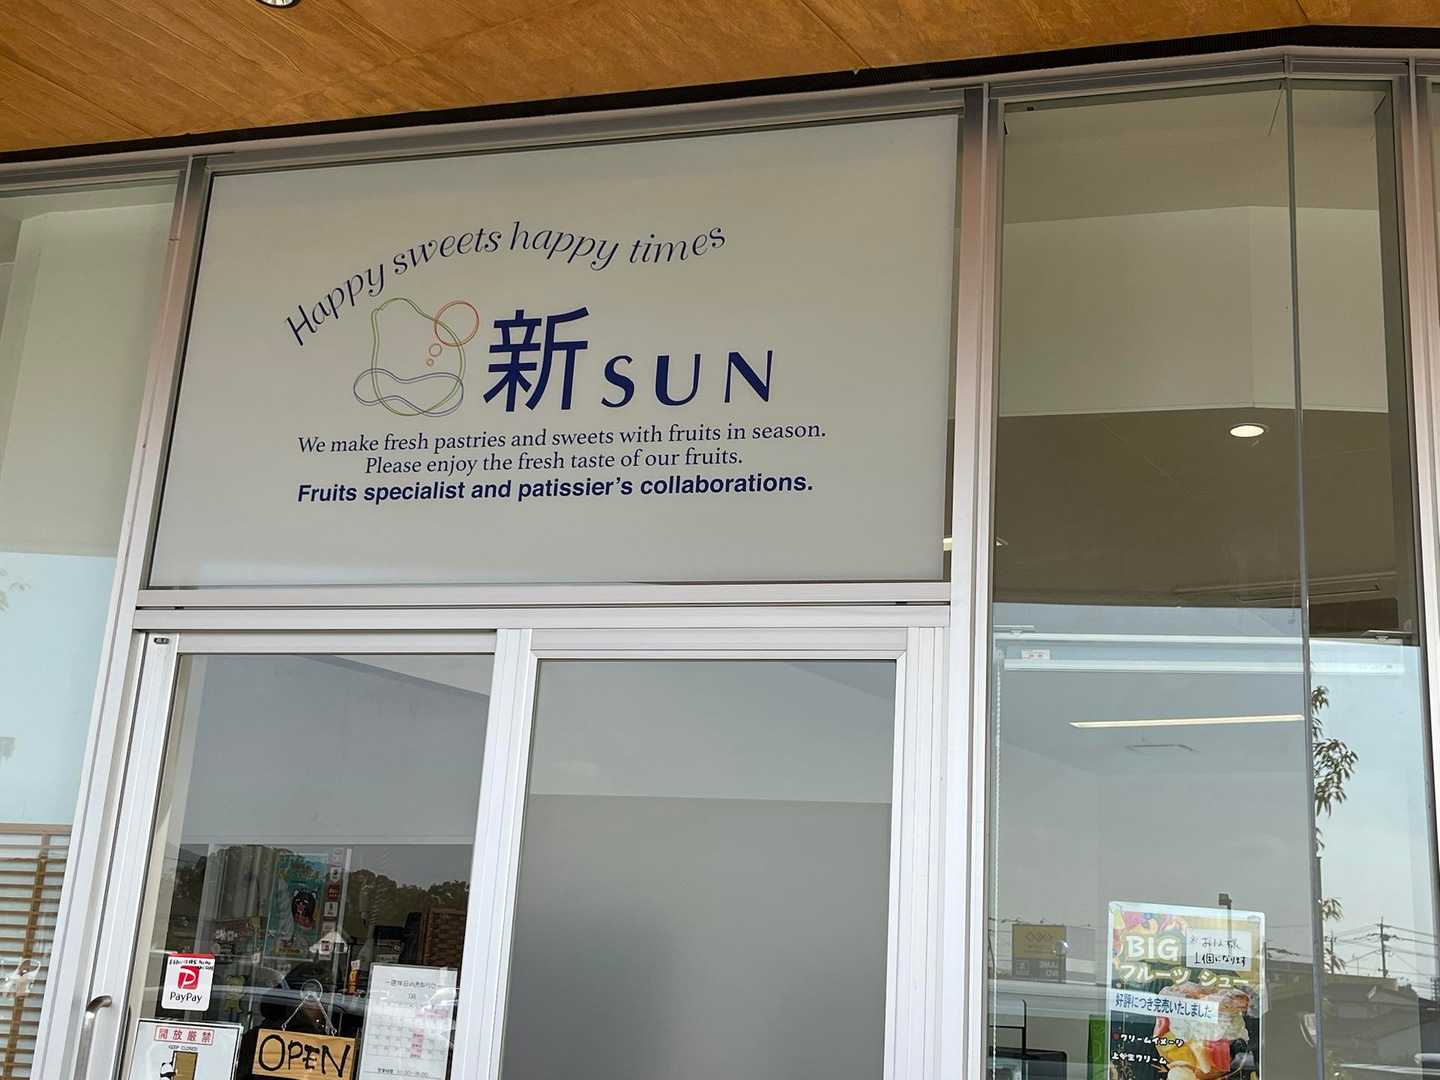 Happy sweets happy times
新SUN
We make fresh pastries and sweets with fruits in season.
Please enjoy the fresh taste of our fruits.
Fruits specialist and patissier's collaborations.
PayPay
開放厳禁
KEEP CLOSED
OPEN
BIG
フルーツシュー
1個になります
好評につき完売いたしました